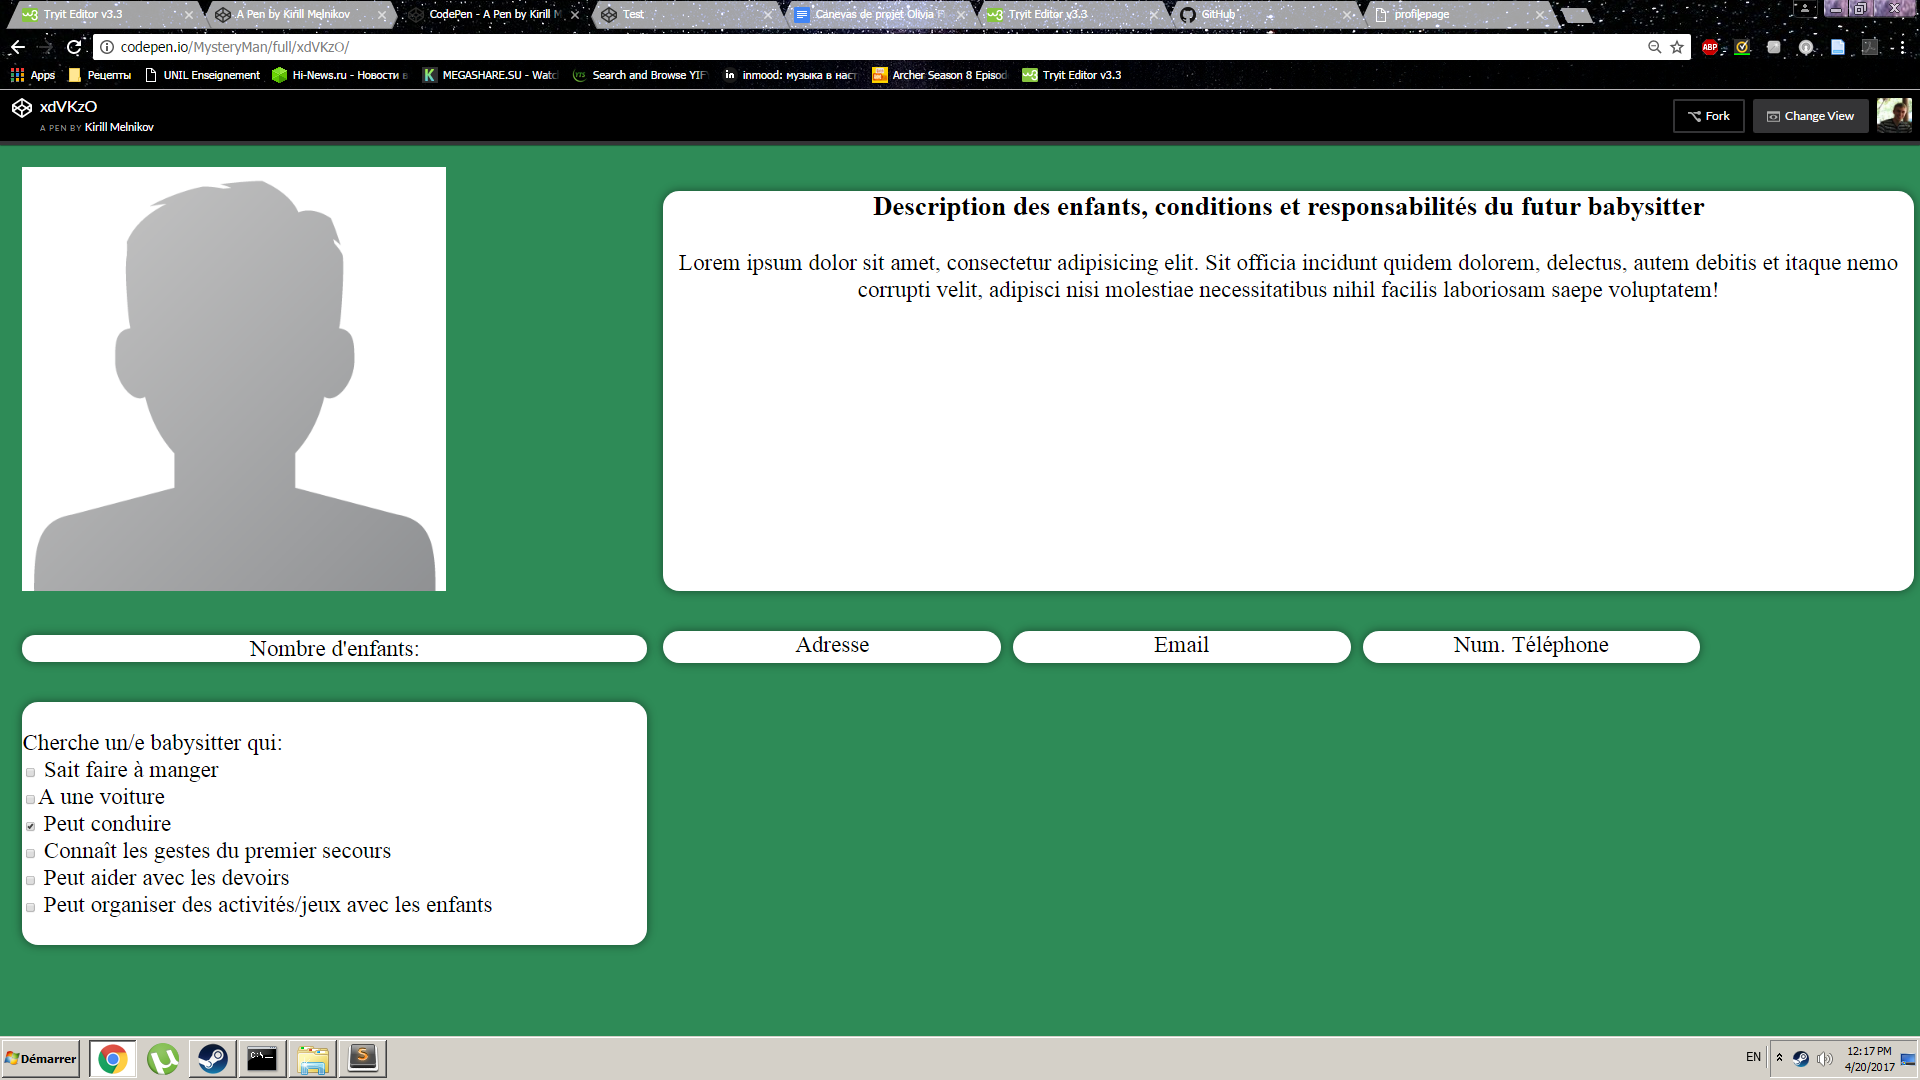 Tryit Editor v3.3
A Pen by Kirill Melnikov
CodePen - A Pen by Kirill M
Test
Canevas de projet Olivia F
Tryit Editor v3.3
GitHub
profilepage
codepen.io/MysteryMan/full/xdVKzO/
ABP
Apps
Рецепты
UNIL Enseignement
Hi-News.ru - Новости в
MEGASHARE.SU - Watc
Search and Browse YIF
inmood: музыка в наст
Archer Season 8 Episod
Tryit Editor v3.3
xdVKzO
A PEN BY Kirill Melnikov
Fork
Change View
Description des enfants, conditions et responsabilités du futur babysitter
Lorem ipsum dolor sit amet, consectetur adipisicing elit. Sit officia incidunt quidem dolorem, delectus, autem debitis et itaque nemo
corrupti velit, adipisci nisi molestiae necessitatibus nihil facilis laboriosam saepe voluptatem!
Nombre d'enfants:
Adresse
Email
Num. Téléphone
Cherche un/e babysitter qui:
Sait faire à manger
A une voiture
Peut conduire
Connaît les gestes du premier secours
Peut aider avec les devoirs
Peut organiser des activités/jeux avec les enfants
Démarrer
EN
12:17 PM
4/20/2017